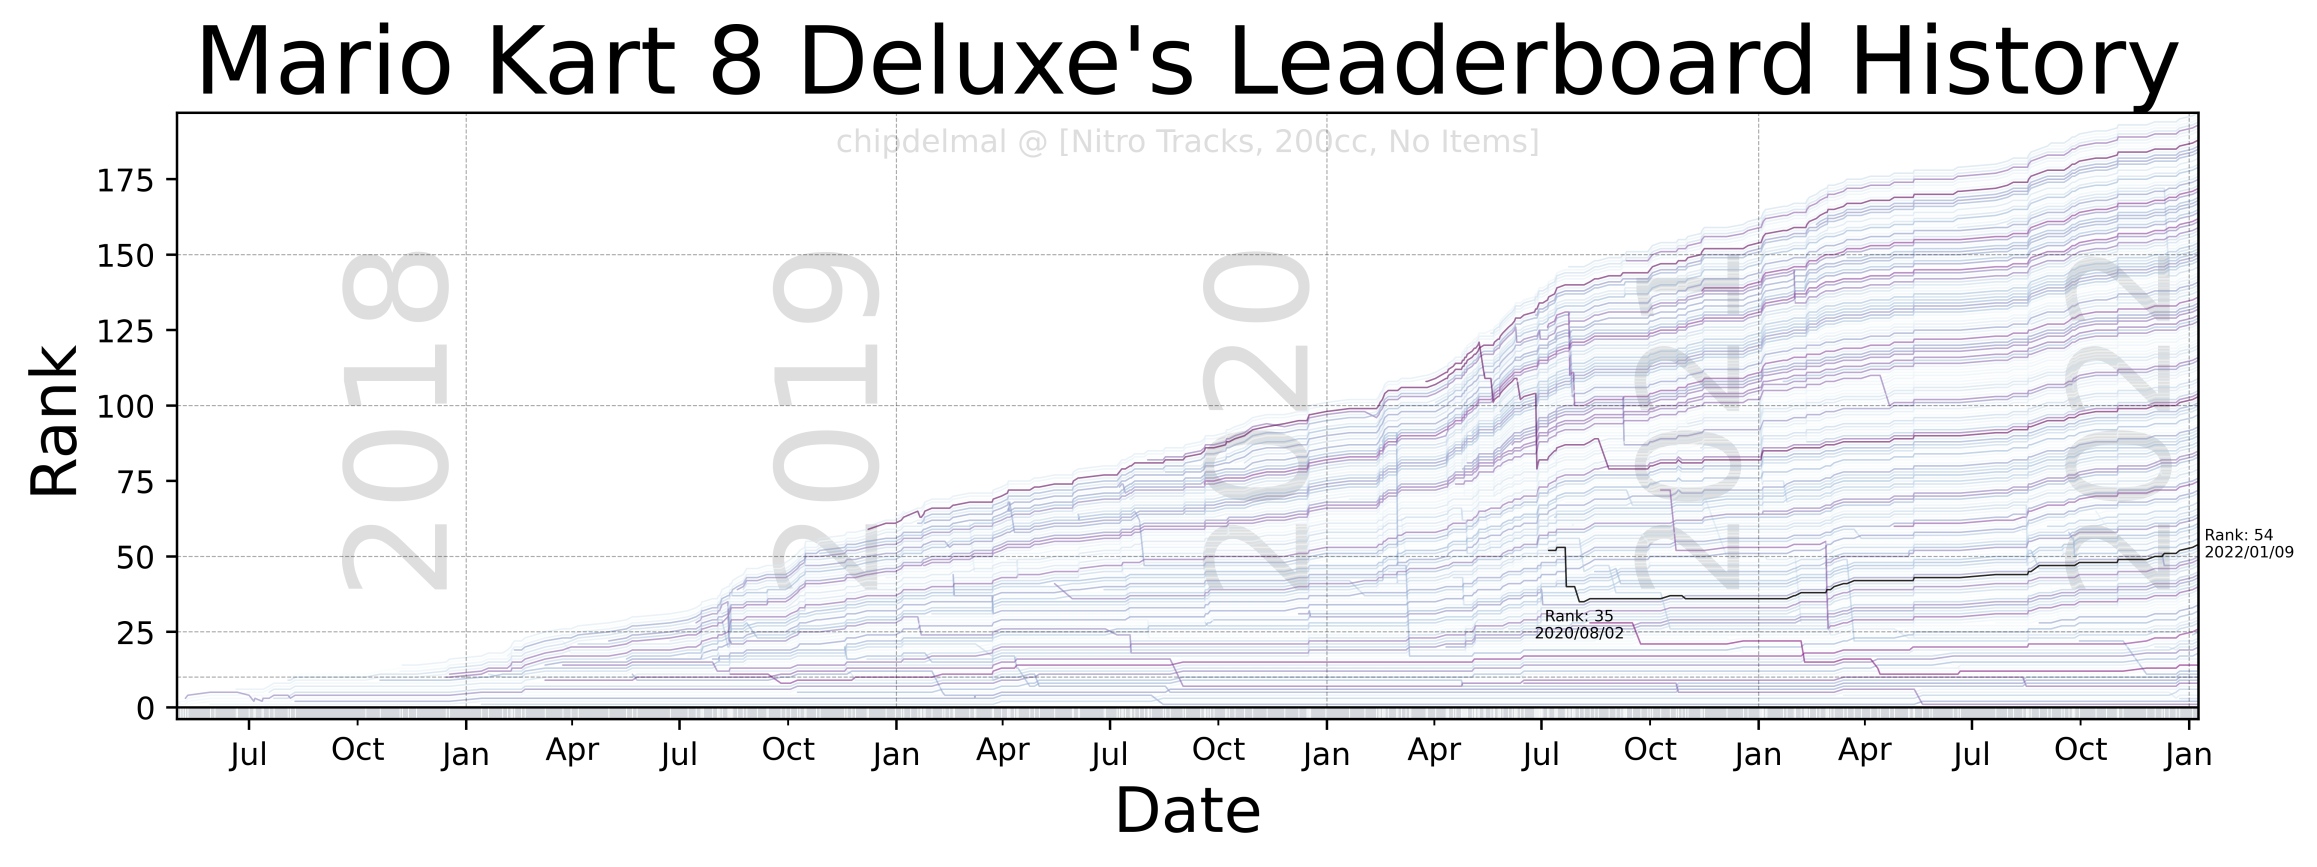 Mario Kart 8 Deluxe's Leaderboard History
chipdelmal @ [Nitro Tracks, 200cc, No Items]
Rank
175
150
125
100
75
50
25
0
2018
2019
2020
2021
2022
Rank: 54
2022/01/09
Rank: 35
2020/08/02
Jul Oct Jan Apr Jul Oct Jan Apr Jul Oct Jan Apr Jul Oct Jan Apr Jul Oct Jan
Date